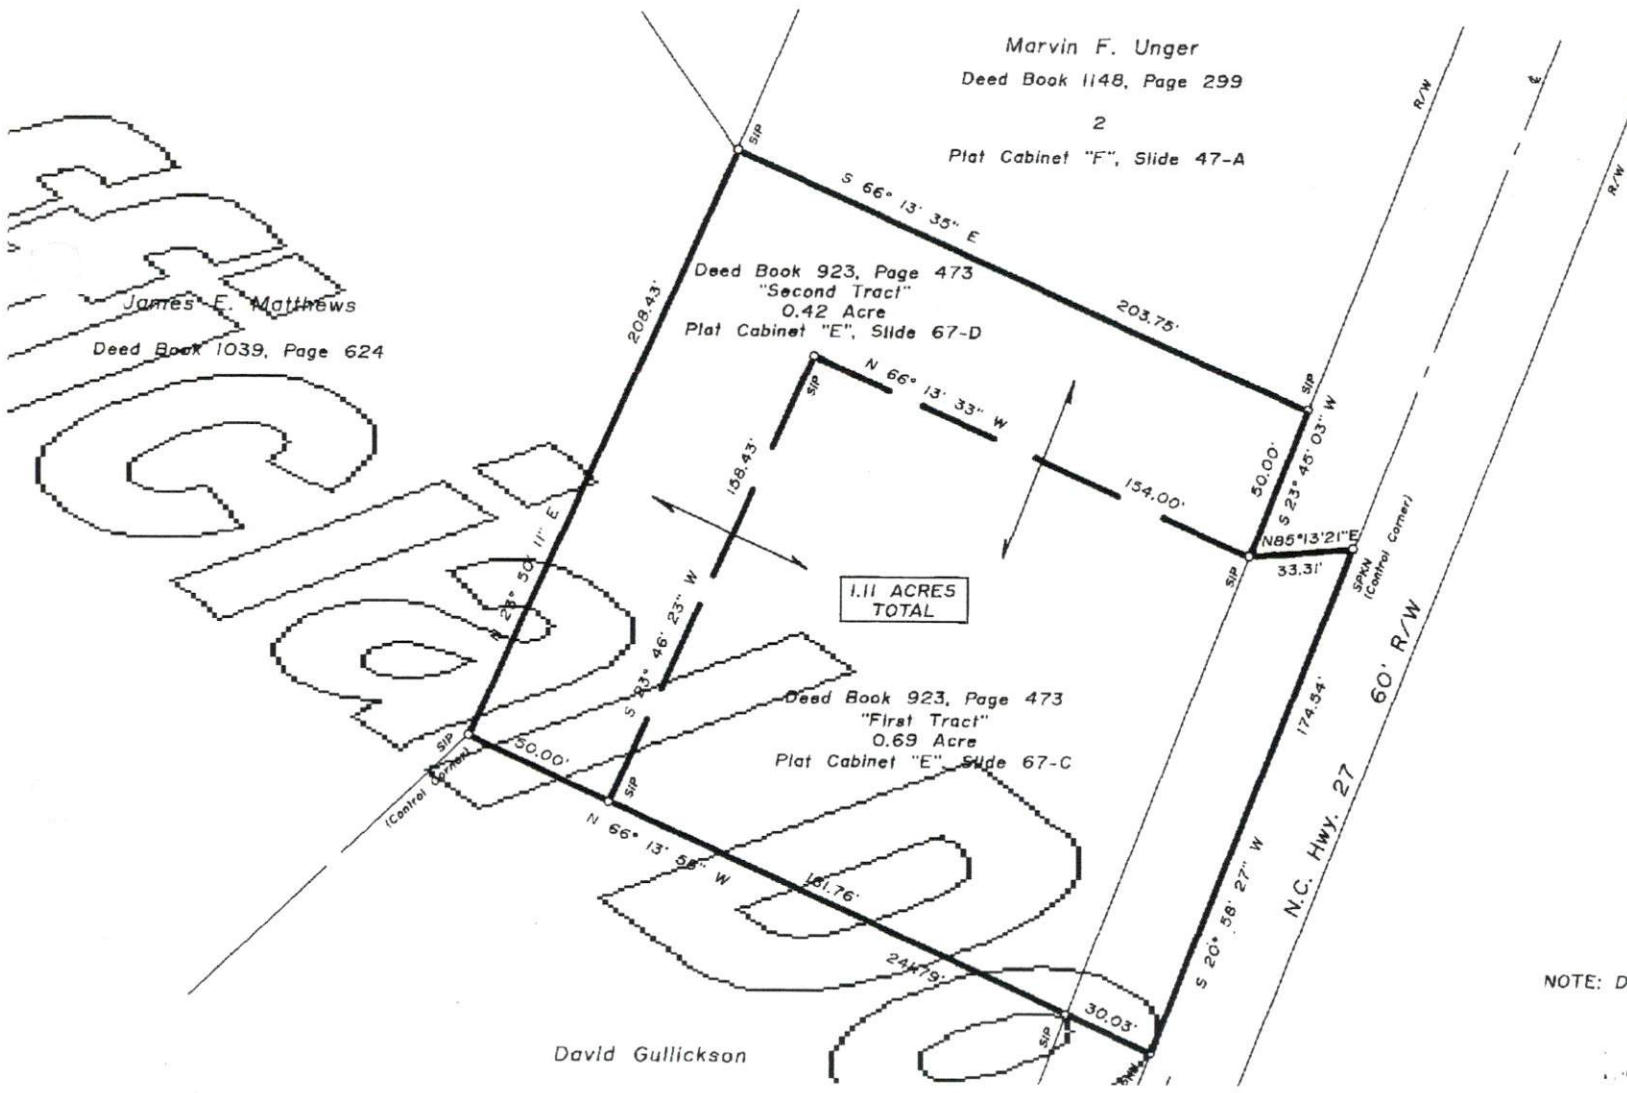 Marvin F. Unger
Deed Book 1148, Page 299
2
Plat Cabinet "F", Slide 47-A
R/W
R/W
SIP
S 66° 13' 35" E
203.75'
SIP
208.43'
N 23° 50' 11" E
James E. Matthews
Deed Book 1039, Page 624
Deed Book 923, Page 473
"Second Tract"
0.42 Acre
Plat Cabinet "E", Slide 67-D
SIP
N 66° 13' 33" W
154.00'
158.43'
S 23° 46' 23" W
50.00'
S 23° 45' 03" W
N85°13'21"E
33.31'
SIP
SPKN
(Control Corner)
1.11 ACRES
TOTAL
Deed Book 923, Page 473
"First Tract"
0.69 Acre
Plat Cabinet "E", Slide 67-C
174.54'
S 20° 58' 27" W
60' R/W
N.C. Hwy. 27
SIP
(Control Corner)
50.00'
SIP
N 66° 13' W
181.76'
241.79'
30.03'
SIP
David Gullickson
NOTE: D